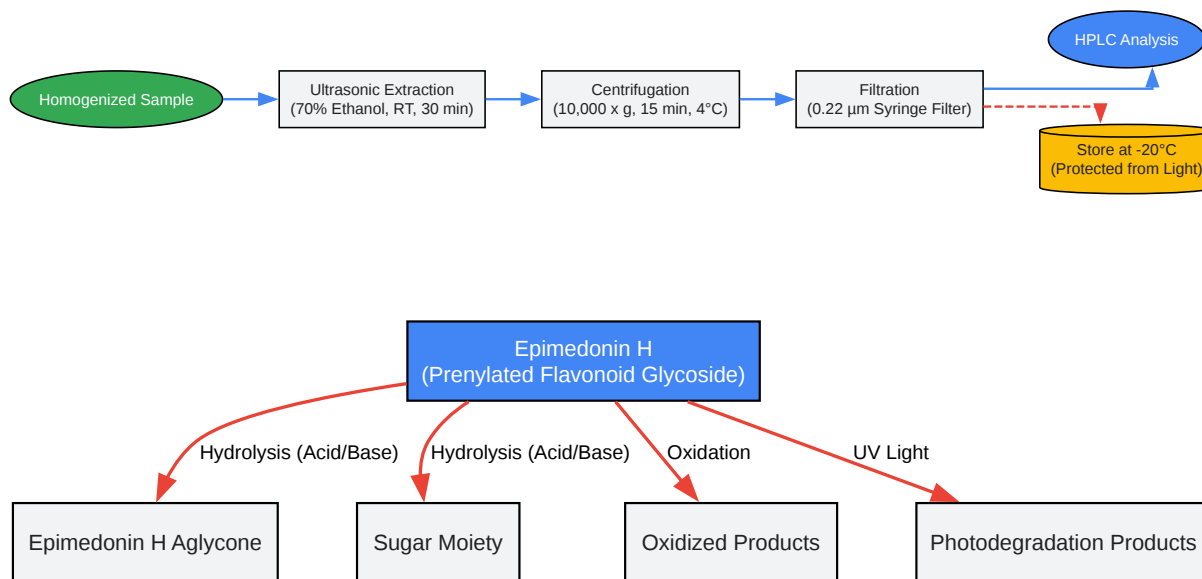 HPLC Analysis
Homogenized Sample
Ultrasonic Extraction
(70% Ethanol, RT, 30 min)
Centrifugation
(10,000 x g, 15 min, 4°C)
Filtration
(0.22 µm Syringe Filter)
Store at -20°C
(Protected from Light)
Epimedonin H
(Prenylated Flavonoid Glycoside)
Hydrolysis (Acid/Base)
Hydrolysis (Acid/Base)
Oxidation
UV Light
Epimedonin H Aglycone
Sugar Moiety
Oxidized Products
Photodegradation Products